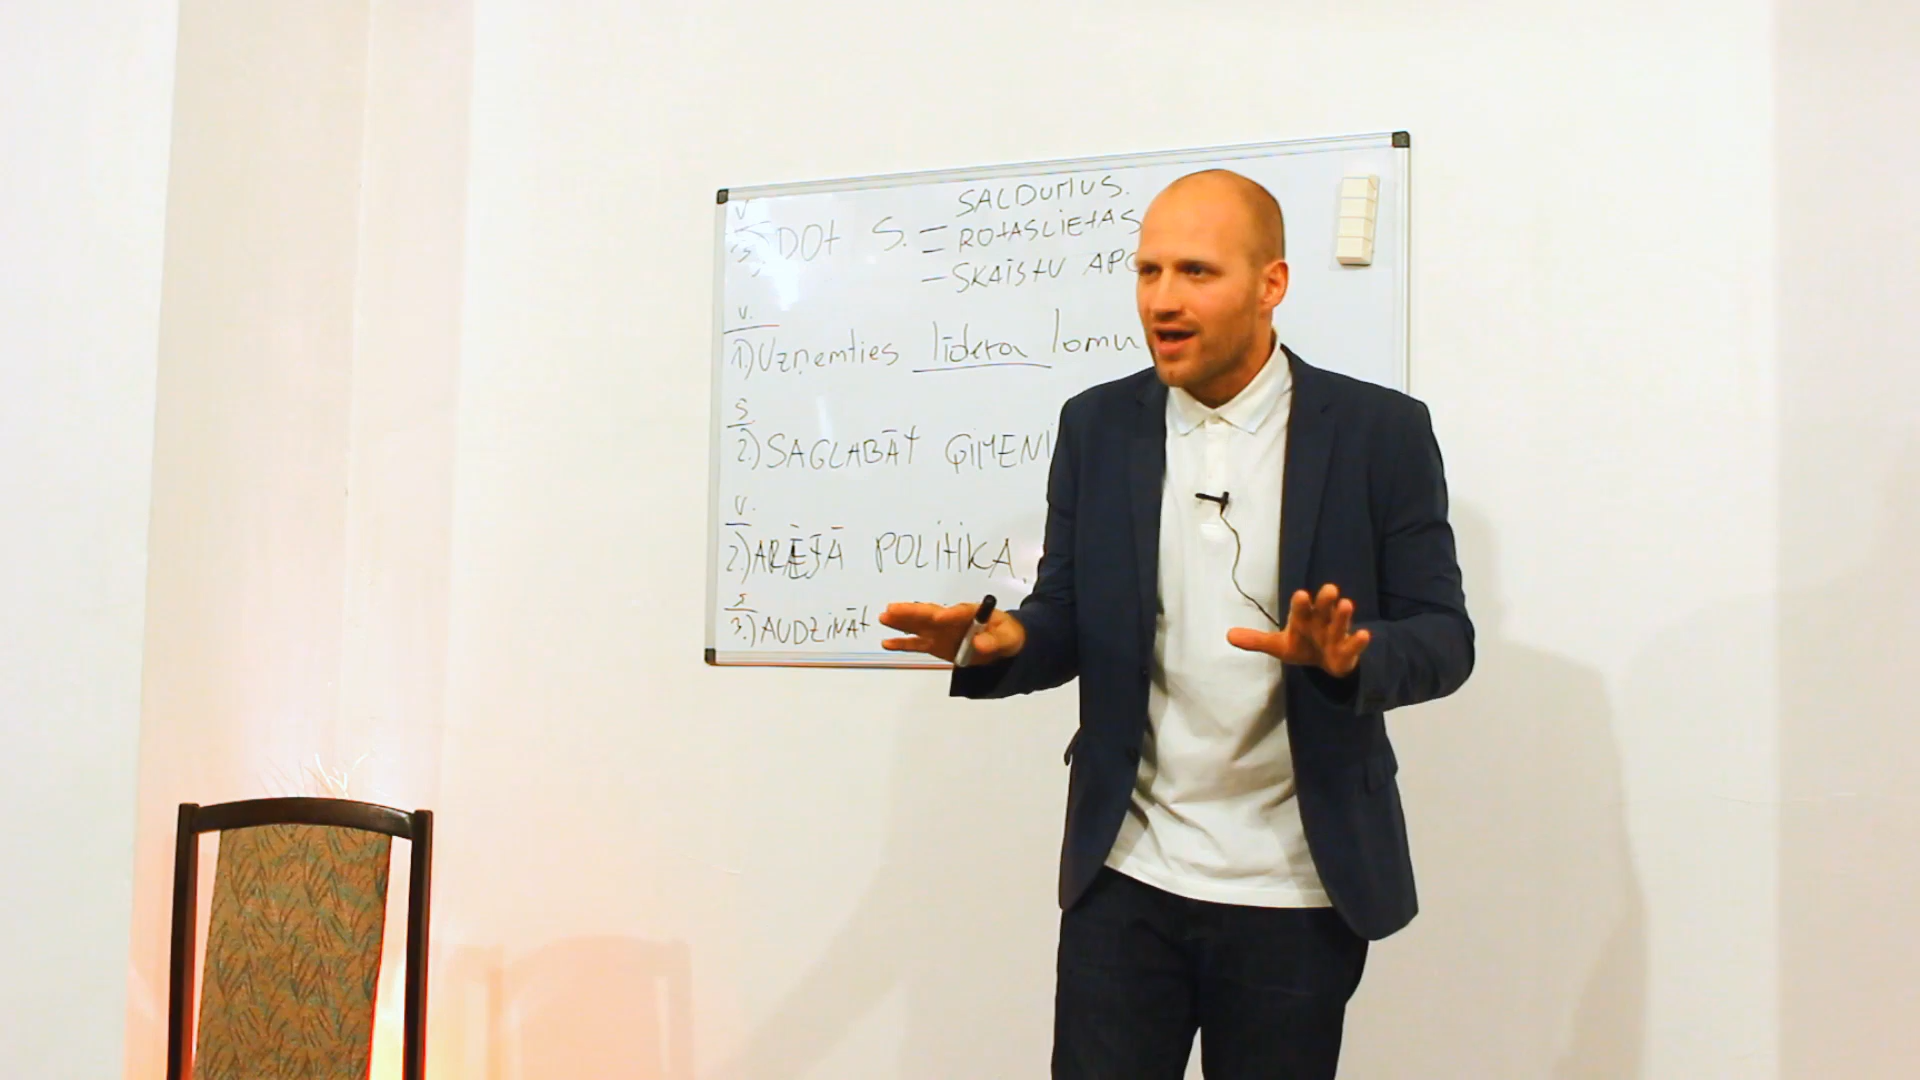 V
DOt S. = SALDUMUS.
ROtASLIEtAS
– SKAISTU
V.
1.) Uzņemties līdera lomu
S
2.) SAGLABĀT ĢIMENI
V.
2.) ĀRĒJĀ POLITIKA.
S
3.) AUDZINĀt